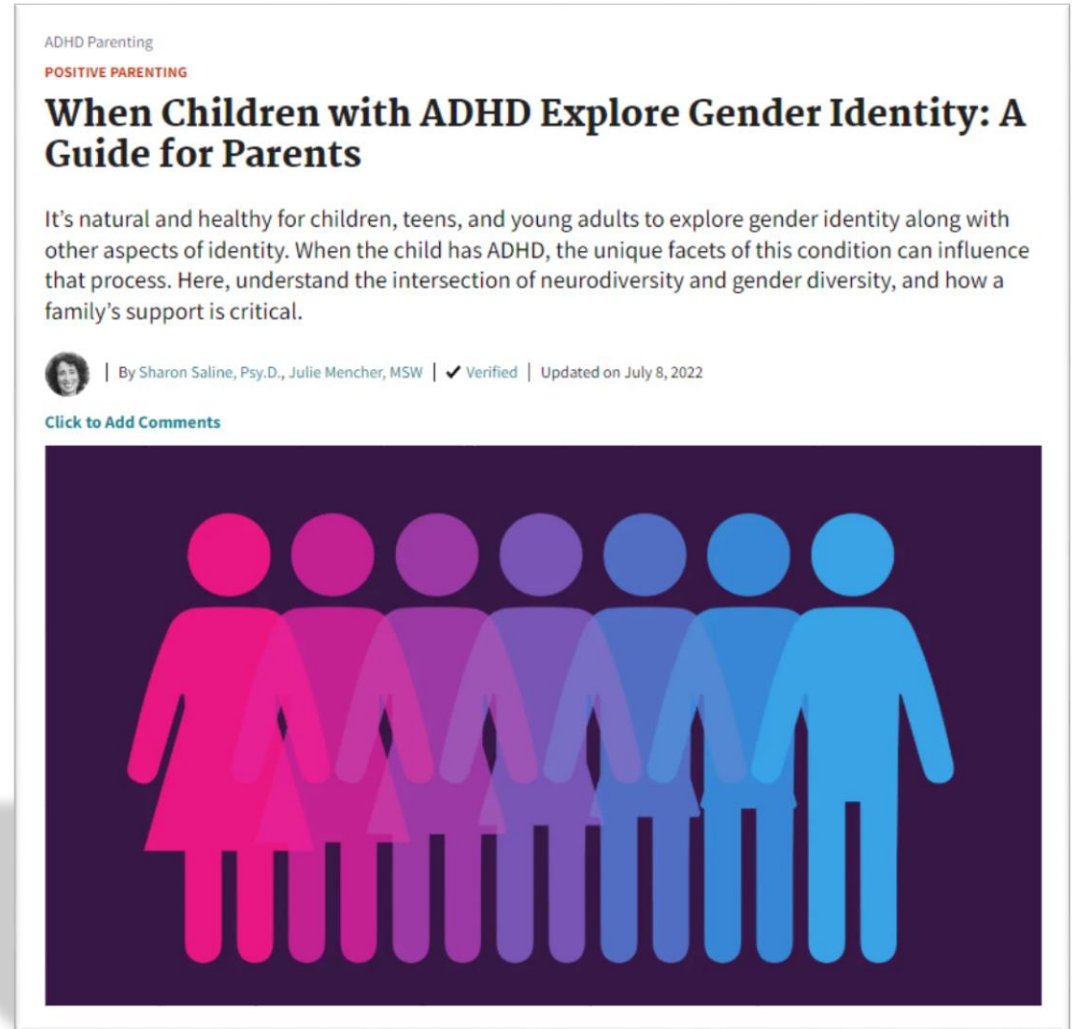 ADHD Parenting
POSITIVE PARENTING
When Children with ADHD Explore Gender Identity: A
Guide for Parents
It's natural and healthy for children, teens, and young adults to explore gender identity along with
other aspects of identity. When the child has ADHD, the unique facets of this condition can influence
that process. Here, understand the intersection of neurodiversity and gender diversity, and how a
family's support is critical.
| By Sharon Saline, Psy.D., Julie Mencher, MSW | ✔ Verified | Updated on July 8, 2022
Click to Add Comments